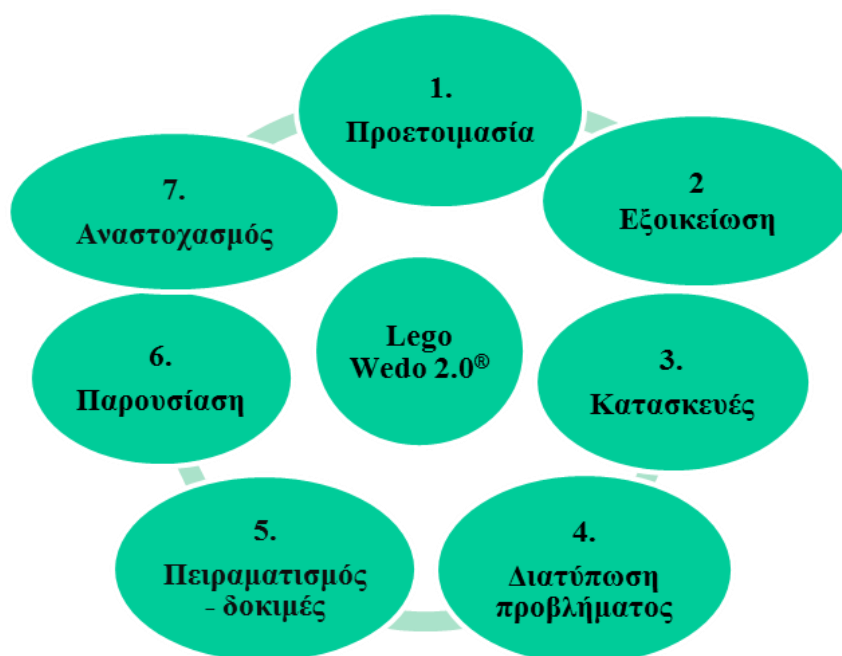 1.
Προετοιμασία
2
Εξοικείωση
3.
Κατασκευές
4.
Διατύπωση
προβλήματος
5.
Πειραματισμός
- δοκιμές
6.
Παρουσίαση
7.
Αναστοχασμός
Lego
Wedo 2.0®